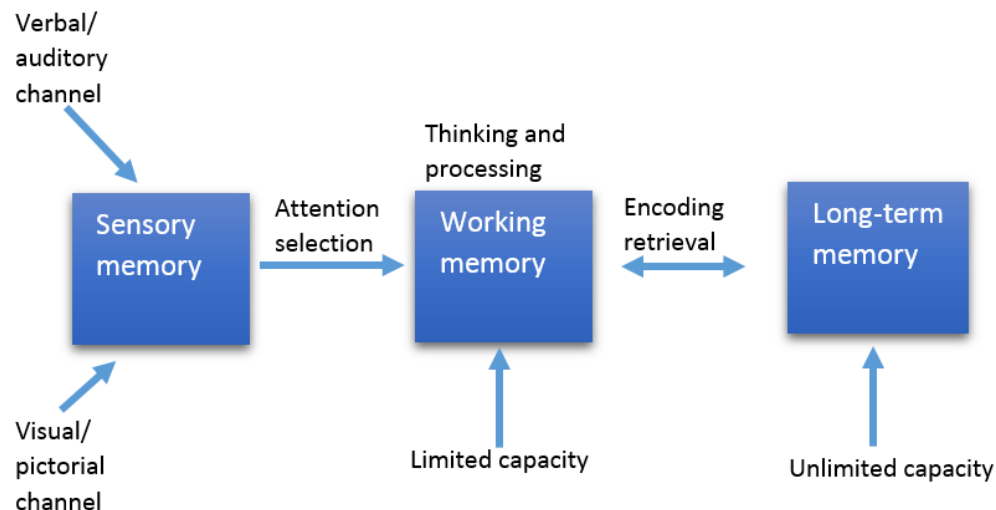 Verbal/
auditory
channel
Thinking and
processing
Sensory
memory
Attention
selection
Working
memory
Encoding
retrieval
Long-term
memory
Visual/
pictorial
channel
Limited capacity
Unlimited capacity